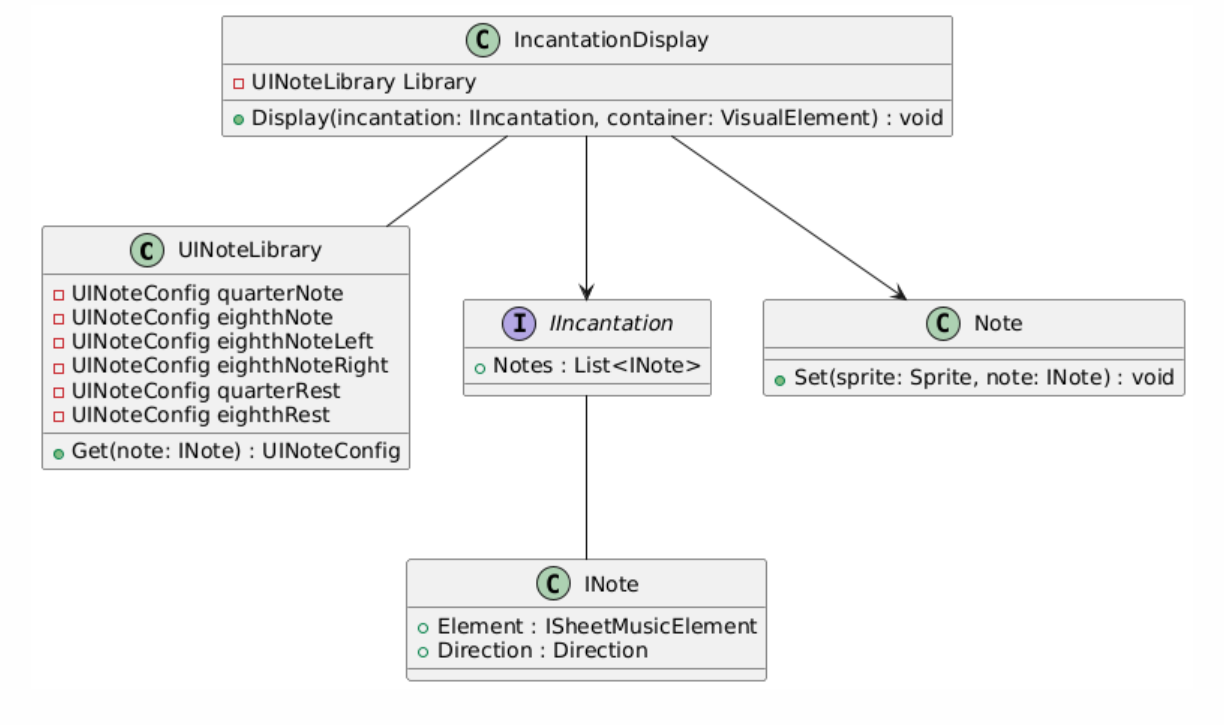 C IncantationDisplay
UINoteLibrary Library
Display(incantation: IIncantation, container: VisualElement) : void
C UINoteLibrary
UINoteConfig quarterNote
UINoteConfig eighthNote
UINoteConfig eighthNoteLeft
UINoteConfig eighthNoteRight
UINoteConfig quarterRest
UINoteConfig eighthRest
Get(note: INote) : UINoteConfig
I IIncantation
Notes : List<INote>
C Note
Set(sprite: Sprite, note: INote) : void
C INote
Element : ISheetMusicElement
Direction : Direction